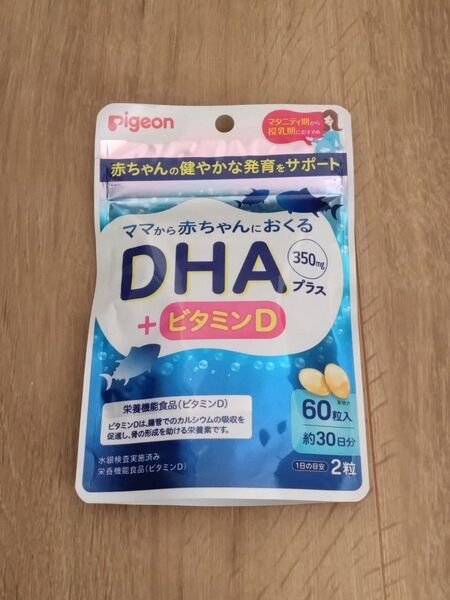 pigeon
マタニティ期から
授乳期におすすめ
赤ちゃんの健やかな発育をサポート
ママから赤ちゃんにおくる
DHA
350mg
プラス
+ ビタミンD
栄養機能食品(ビタミンD)
ビタミンDは、腸管でのカルシウムの吸収を
促進し、骨の形成を助ける栄養素です。
実物大
60粒入
約30日分
水銀検査実施済み
栄養機能食品(ビタミンD)
1日の目安 2粒